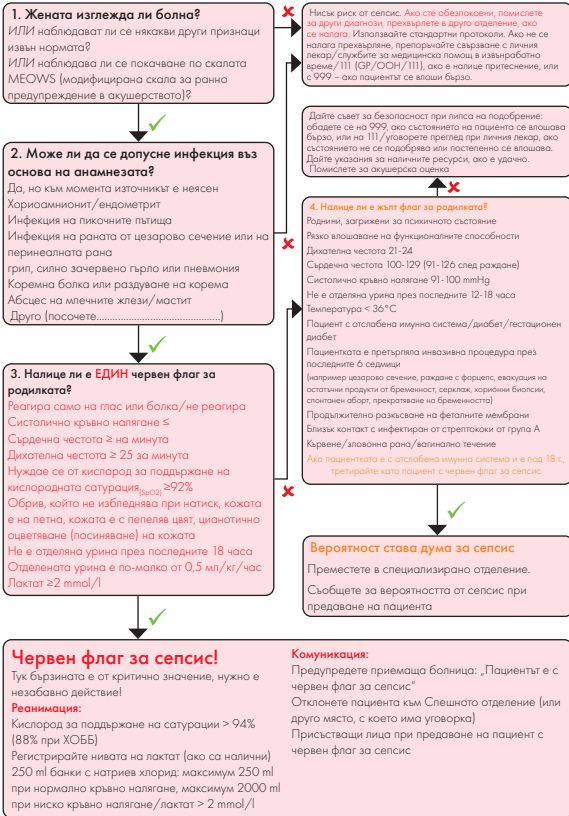 1. Жената изглежда ли болна?
ИЛИ наблюдават ли се някакви други признаци
извън нормата?
ИЛИ наблюдава ли се покачване по скалата
MEOWS (модифицирана скала за ранно
предупреждение в акушерството)?
Нисък риск от сепсис. Ако сте обезпокоени, помислете
за други диагнози, прехвърлете в друго отделение, ако
се налага. Използвайте стандартни протоколи. Ако не се
налага прехвърляне, препоръчайте свързване с личния
лекар/службите за медицинска помощ в извънработно
време/111 (GP/OOH/111), ако е налице притеснение, или
с 999 – ако пациентът се влоши бързо.
2. Може ли да се допусне инфекция въз
основа на анамнезата?
Да, но към момента източникът е неясен
Хориоамнионит/ендометрит
Инфекция на пикочните пътища
Инфекция на раната от цезарово сечение или на
перинеалната рана
грип, силно зачервено гърло или пневмония
Коремна болка или раздуване на корема
Абсцес на млечните жлези/мастит
Друго (посочете........................................)
Дайте съвет за безопасност при липса на подобрение:
обадете се на 999, ако състоянието на пациента се влошава
бързо, или на 111/уговорете преглед при личния лекар, ако
състоянието не се подобрява или постепенно се влошава.
Дайте указания за наличните ресурси, ако е удачно.
Помислете за акушерска оценка
3. Налице ли е ЕДИН червен флаг за
родилката?
Реагира само на глас или болка/не реагира
Систолично кръвно налягане ≤
Сърдечна честота ≥ на минута
Дихателна честота ≥ 25 за минута
Нуждае се от кислород за поддържане на
кислородната сатурация(SpO2) ≥92%
Обрив, който не избледнява при натиск, кожата
е на петна, кожата е с пепеляв цвят, цианотично
оцветяване (посиняване) на кожата
Не е отделяна урина през последните 18 часа
Отделената урина е по-малко от 0,5 мл/кг/час
Лактат ≥2 mmol/l
4. Налице ли е жълт флаг за родилката?
Роднини, загрижени за психичното състояние
Рязко влошаване на функционалните способности
Дихателна честота 21-24
Сърдечна честота 100-129 (91-126 след раждане)
Систолично кръвно налягане 91-100 mmHg
Не е отделяна урина през последните 12-18 часа
Температура < 36°C
Пациент с отслабена имунна система/диабет/гестационен
диабет
Пациентката е претърпяла инвазивна процедура през
последните 6 седмици
(например цезарово сечение, раждане с форцепс, евакуация на
остатъчни продукти от бременност, серклаж, хорионни биопсии,
спонтанен аборт, прекратяване на бременността)
Продължително разкъсване на феталните мембрани
Близък контакт с инфектиран от стрептококи от група А
Кървене/зловонна рана/вагинално течение
Ако пациентката е с отслабена имунна система и е под 18 г.,
третирайте като пациент с червен флаг за сепсис
Вероятност става дума за сепсис
Преместете в специализирано отделение.
Съобщете за вероятността от сепсис при
предаване на пациента
Червен флаг за сепсис!
Тук бързината е от критично значение, нужно е
незабавно действие!
Реанимация:
Кислород за поддържане на сатурации > 94%
(88% при ХОББ)
Регистрирайте нивата на лактат (ако са налични)
250 ml банки с натриев хлорид: максимум 250 ml
при нормално кръвно налягане, максимум 2000 ml
при ниско кръвно налягане/лактат > 2 mmol/l
Комуникация:
Предупредете приемаща болница: „Пациентът е с
червен флаг за сепсис"
Отклонете пациента към Спешното отделение (или
друго място, с което има уговорка)
Присъстващи лица при предаване на пациент с
червен флаг за сепсис